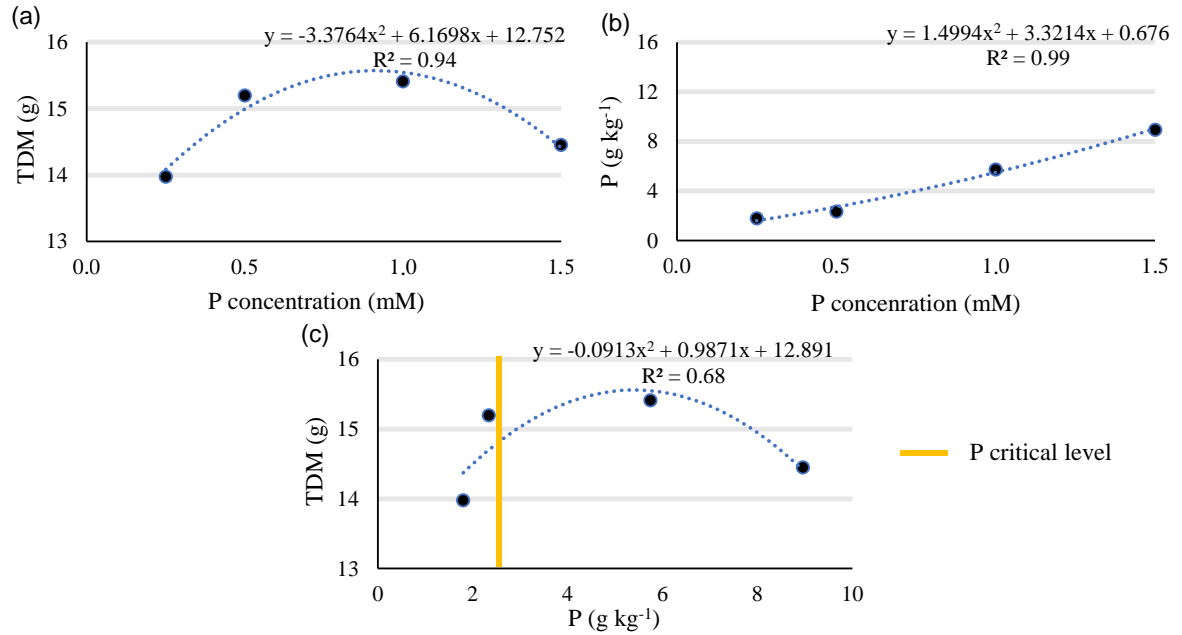 (a)
y = -3.3764x² + 6.1698x + 12.752
R² = 0.94
16
15
14
13
TDM (g)
0.0 0.5 1.0 1.5
P concentration (mM)
(b)
y = 1.4994x² + 3.3214x + 0.676
R² = 0.99
16
12
8
4
0
P (g kg⁻¹)
0.0 0.5 1.0 1.5
P concenration (mM)
(c)
y = -0.0913x² + 0.9871x + 12.891
R² = 0.68
16
15
14
13
TDM (g)
0 2 4 6 8 10
P (g kg⁻¹)
P critical level